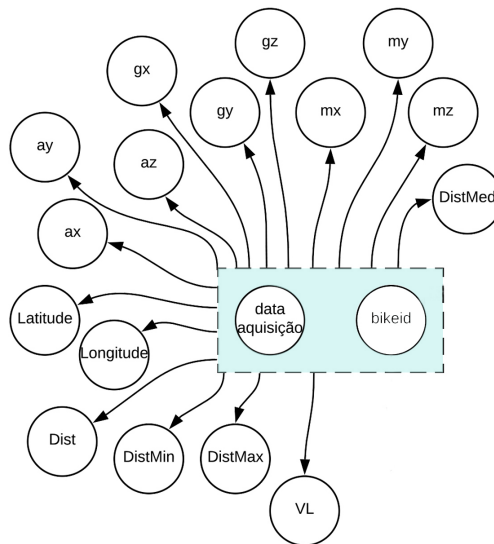 gz
my
gx
gy
mx
mz
ay
az
DistMed
ax
data
aquisição
bikeid
Latitude
Longitude
Dist
DistMin
DistMax
VL